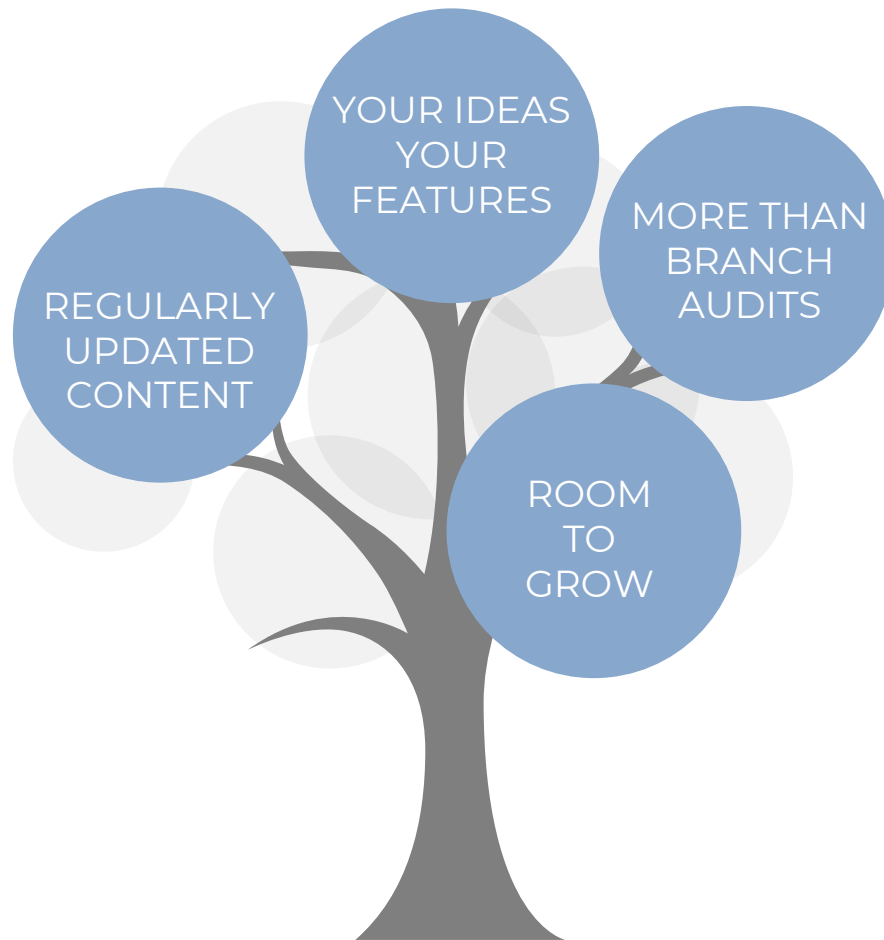 YOUR IDEAS
YOUR
FEATURES
MORE THAN
BRANCH
AUDITS
REGULARLY
UPDATED
CONTENT
ROOM
TO
GROW